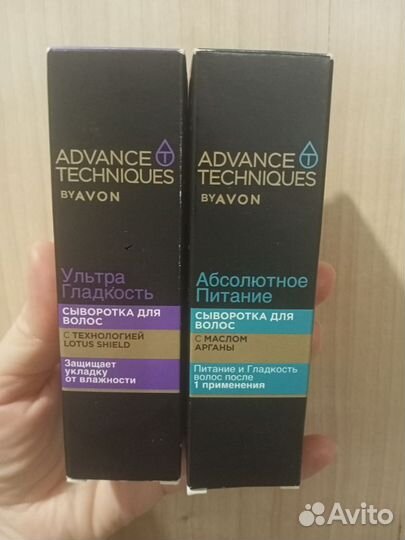 ADVANCE
TECHNIQUES
BY AVON
Ультра
Гладкость
СЫВОРОТКА ДЛЯ
ВОЛОС
С ТЕХНОЛОГИЕЙ
LOTUS SHIELD
Защищает
укладку
от влажности
ADVANCE
TECHNIQUES
BY AVON
Абсолютное
Питание
СЫВОРОТКА ДЛЯ
ВОЛОС
С МАСЛОМ
АРГАНЫ
Питание и Гладкость
волос после
1 применения
Avito